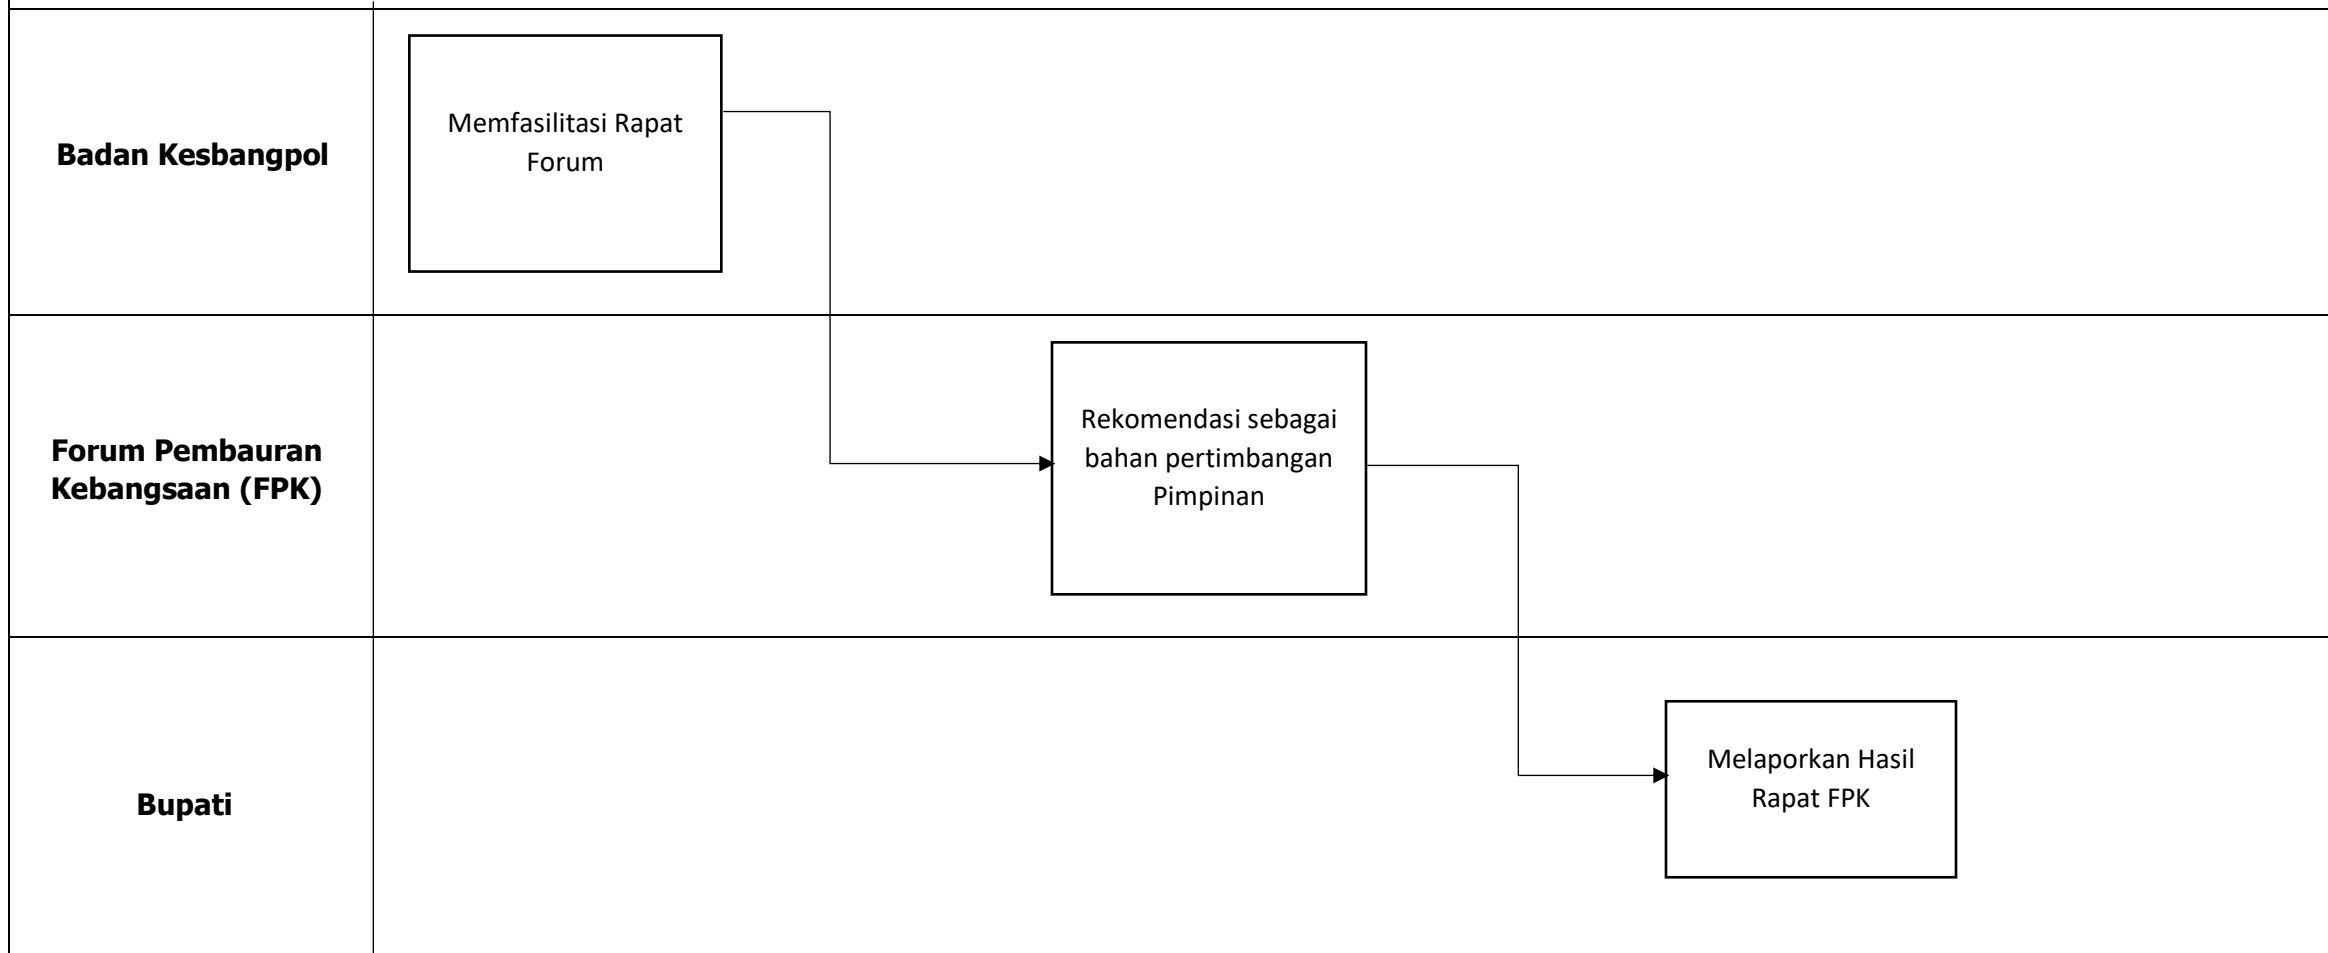 Badan Kesbangpol
Memfasilitasi Rapat
Forum
Forum Pembauran
Kebangsaan (FPK)
Rekomendasi sebagai
bahan pertimbangan
Pimpinan
Bupati
Melaporkan Hasil
Rapat FPK